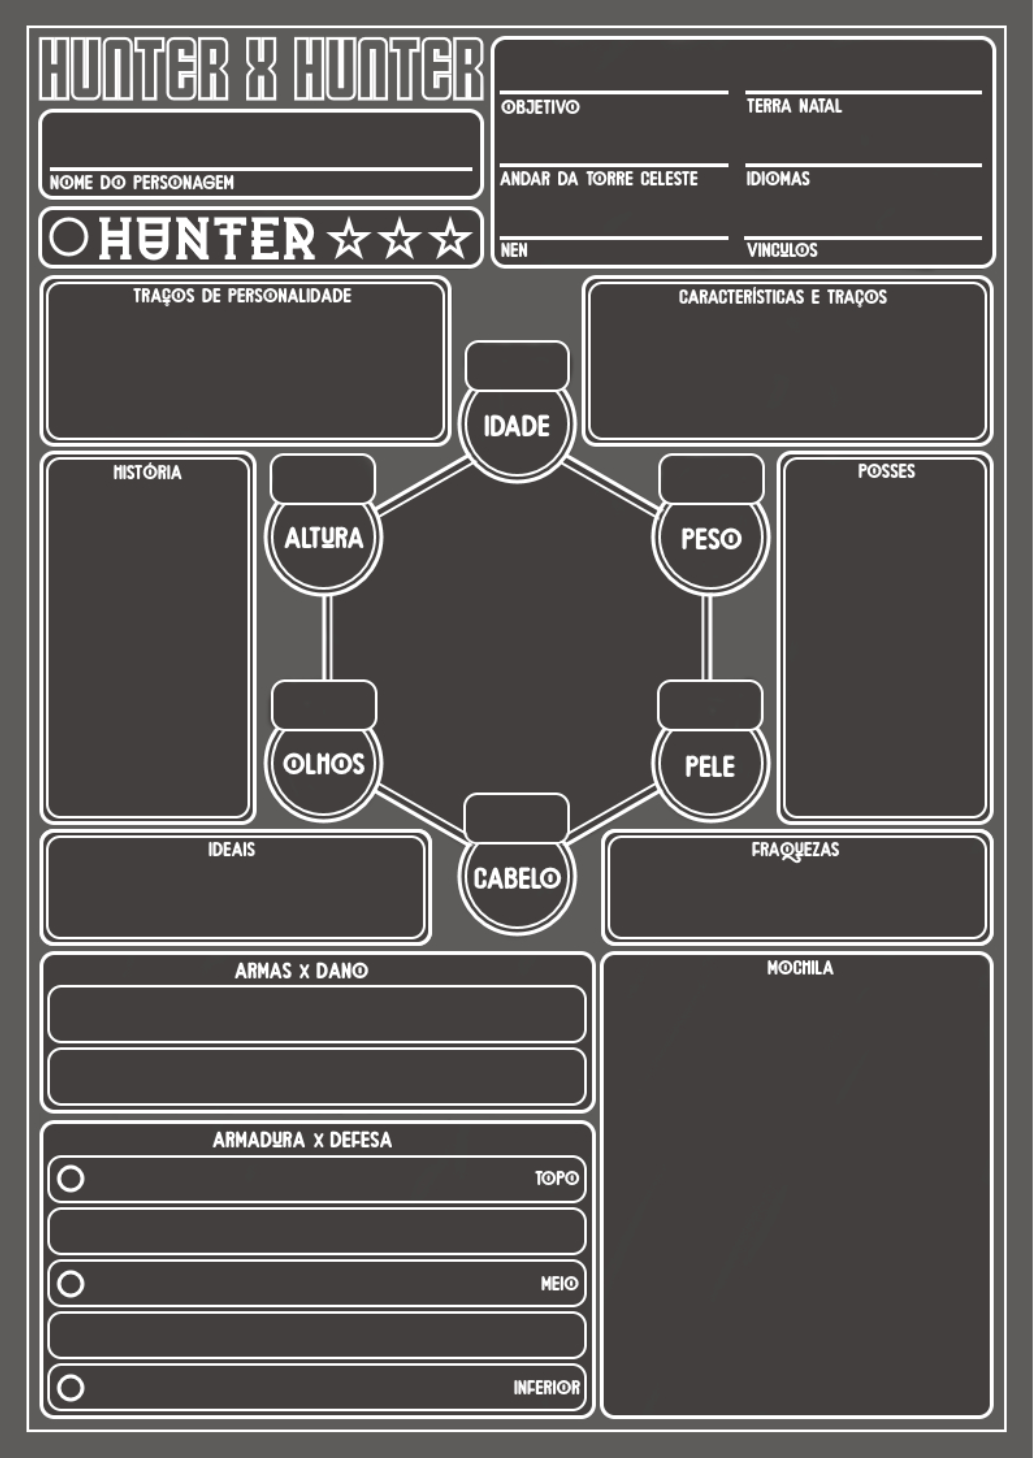 HUNTER X HUNTER
OBJETIVO
TERRA NATAL
NOME DO PERSONAGEM
ANDAR DA TORRE CELESTE
IDIOMAS
HUNTER
NEN
VINCULOS
TRAÇOS DE PERSONALIDADE
CARACTERÍSTICAS E TRAÇOS
IDADE
HISTÓRIA
POSSES
ALTURA
PESO
OLHOS
PELE
IDEAIS
FRAQUEZAS
CABELO
ARMAS X DANO
MOCHILA
ARMADURA X DEFESA
TOPO
MEIO
INFERIOR